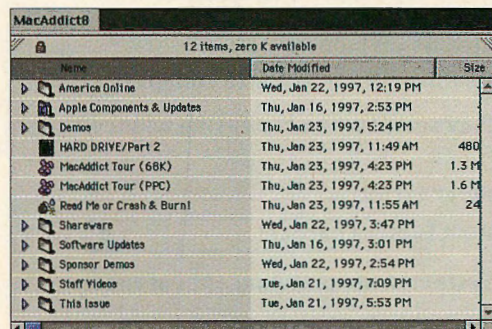 MacAddict8
12 items, zero K available
Name Date Modified Size
America Online Wed, Jan 22, 1997, 12:19 PM
Apple Components & Updates Thu, Jan 16, 1997, 2:53 PM
Demos Thu, Jan 23, 1997, 5:24 PM
HARD DRIVE/Part 2 Thu, Jan 23, 1997, 11:49 AM 480
MacAddict Tour (68K) Thu, Jan 23, 1997, 4:23 PM 1.3 M
MacAddict Tour (PPC) Thu, Jan 23, 1997, 4:23 PM 1.6 M
Read Me or Crash & Burn! Thu, Jan 23, 1997, 11:55 AM 24
Shareware Wed, Jan 22, 1997, 3:47 PM
Software Updates Thu, Jan 16, 1997, 3:01 PM
Sponsor Demos Wed, Jan 22, 1997, 2:54 PM
Staff Videos Tue, Jan 21, 1997, 7:09 PM
This Issue Tue, Jan 21, 1997, 5:53 PM